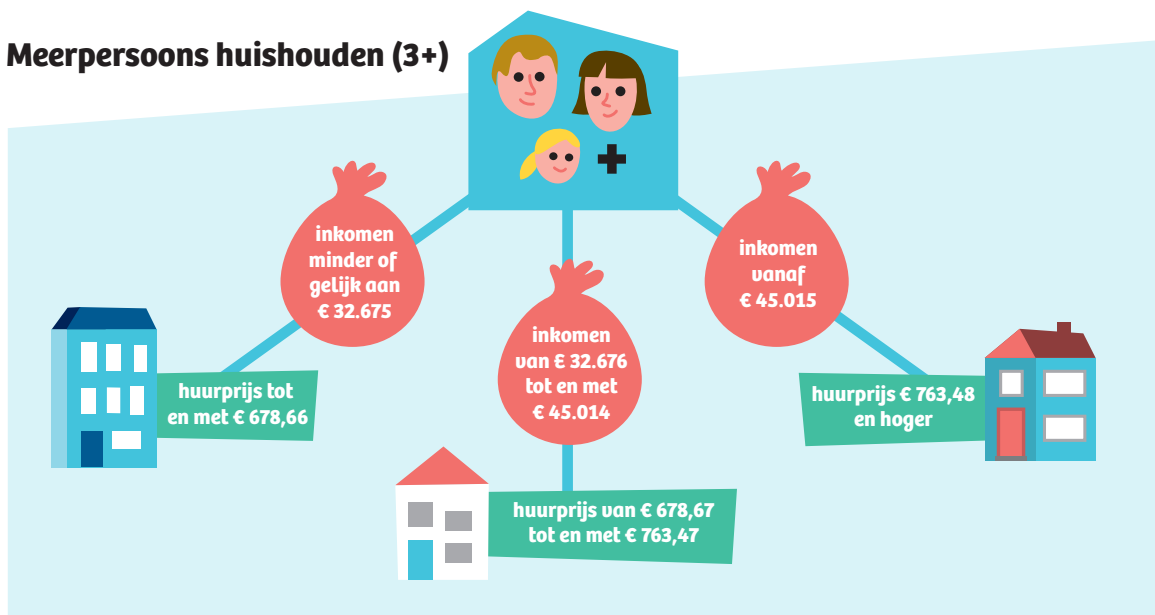 Meerpersoons huishouden (3+)
inkomen
minder of
gelijk aan
€ 32.675
huurprijs tot
en met € 678,66
inkomen
van € 32.676
tot en met
€ 45.014
huurprijs van € 678,67
tot en met € 763,47
inkomen
vanaf
€ 45.015
huurprijs € 763,48
en hoger